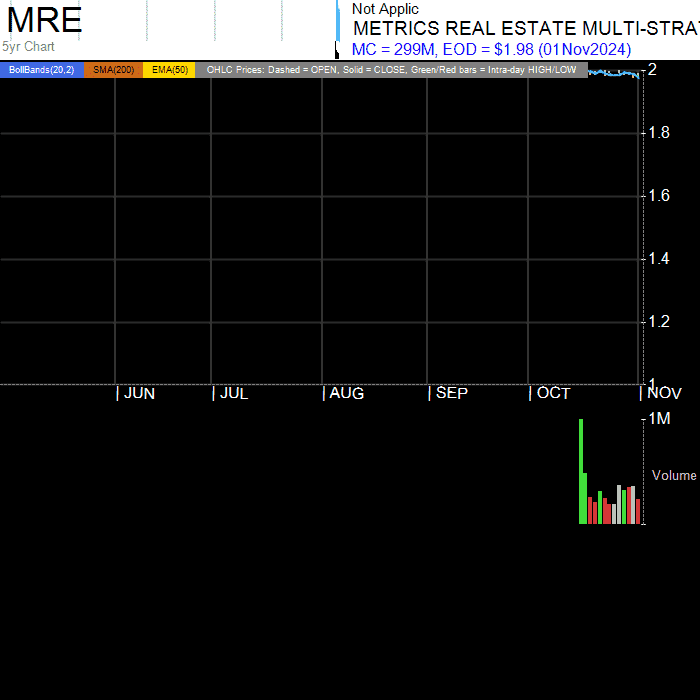 MRE
5yr Chart
Not Applic
METRICS REAL ESTATE MULTI-STRAT
MC = 299M, EOD = $1.98 (01Nov2024)
BollBands(20,2) SMA(200) EMA(50) OHLC Prices: Dashed = OPEN, Solid = CLOSE, Green/Red bars = Intra-day HIGH/LOW
2
1.8
1.6
1.4
1.2
1
| JUN | JUL | AUG | SEP | OCT | NOV
1M
Volume